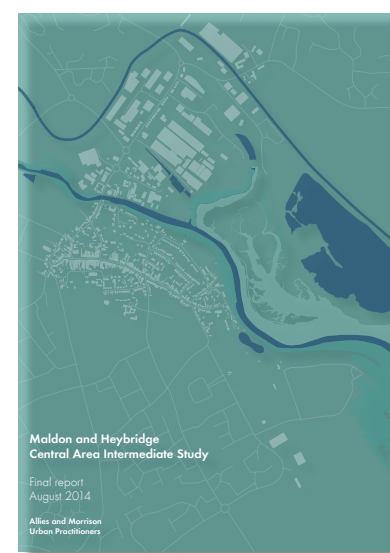 Maldon and Heybridge
Central Area Intermediate Study
Final report
August 2014
Allies and Morrison
Urban Practitioners